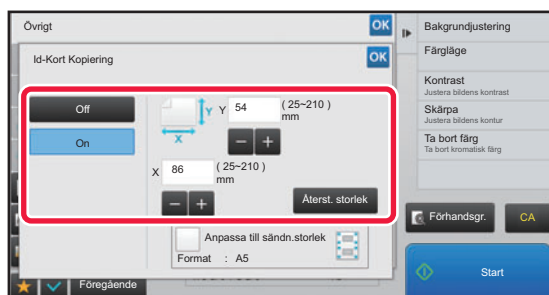 Övrigt
OK
Id-Kort Kopiering
OK
Off
On
Y
X
Y 54 ( 25~210 )
mm
X 86 ( 25~210 )
mm
Återst. storlek
Anpassa till sändn.storlek
Format : A5
Föregående
Bakgrundjustering
Färgläge
Kontrast
Justera bildens kontrast
Skärpa
Justera bildens kontur
Ta bort färg
Ta bort kromatisk färg
Förhandsgr.
CA
Start